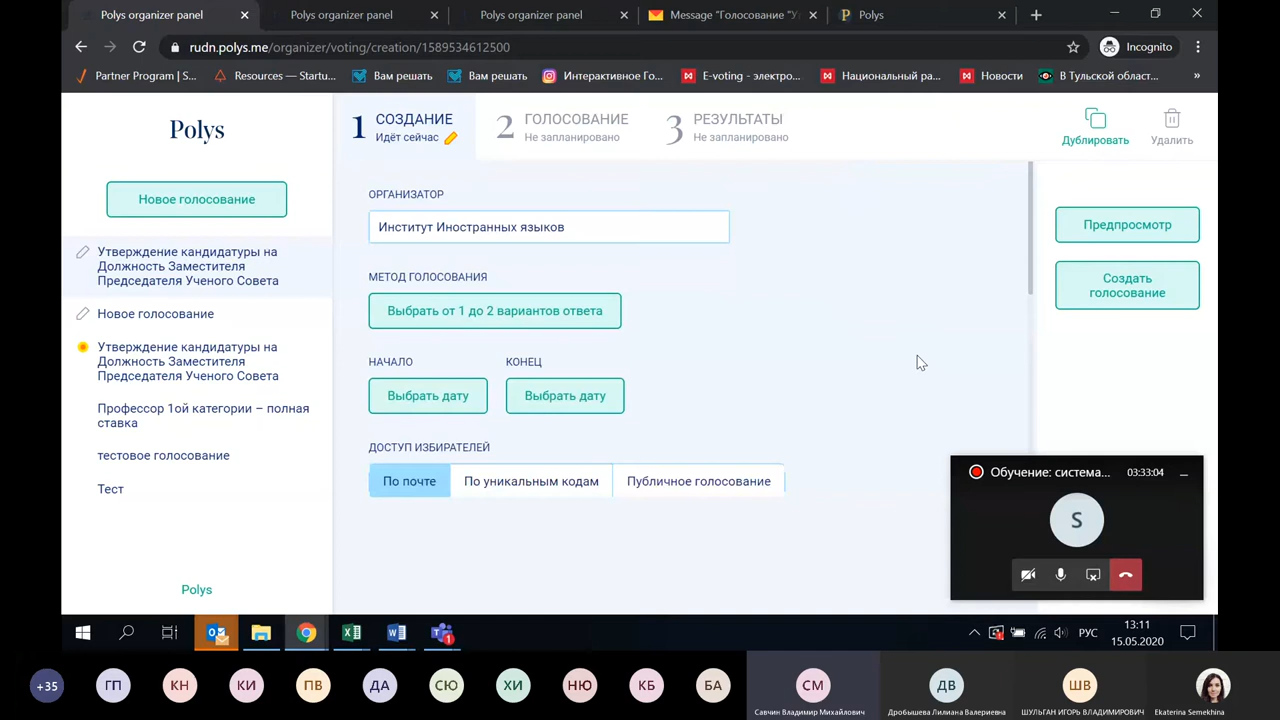 Polys organizer panel
Polys organizer panel
Polys organizer panel
Message "Голосование "У
Polys
rudn.polys.me/organizer/voting/creation/1589534612500
Incognito
Partner Program | S...
Resources — Startu...
Вам решать
Вам решать
Интерактивное Го...
E-voting - электро...
Национальный ра...
Новости
В Тульской област...
»
Polys
Новое голосование
Утверждение кандидатуры на
Должность Заместителя
Председателя Ученого Совета
Новое голосование
Утверждение кандидатуры на
Должность Заместителя
Председателя Ученого Совета
Профессор 1ой категории – полная
ставка
тестовое голосование
Тест
Polys
1 СОЗДАНИЕ
Идёт сейчас
2 ГОЛОСОВАНИЕ
Не запланировано
3 РЕЗУЛЬТАТЫ
Не запланировано
Дублировать
Удалить
ОРГАНИЗАТОР
Институт Иностранных языков
МЕТОД ГОЛОСОВАНИЯ
Выбрать от 1 до 2 вариантов ответа
НАЧАЛО
КОНЕЦ
Выбрать дату
Выбрать дату
ДОСТУП ИЗБИРАТЕЛЕЙ
По почте
По уникальным кодам
Публичное голосование
Предпросмотр
Создать
голосование
Обучение: система...
03:33:04
S
РУС
13:11
15.05.2020
+35
ГП
КН
КИ
ПВ
ДА
СЮ
ХИ
НЮ
КБ
БА
СМ
Савчин Владимир Михайлович
ДВ
Дробышева Лилиана Валериевна
ШВ
ШУЛЬГАН ИГОРЬ ВЛАДИМИРОВИЧ
Ekaterina Semekhina